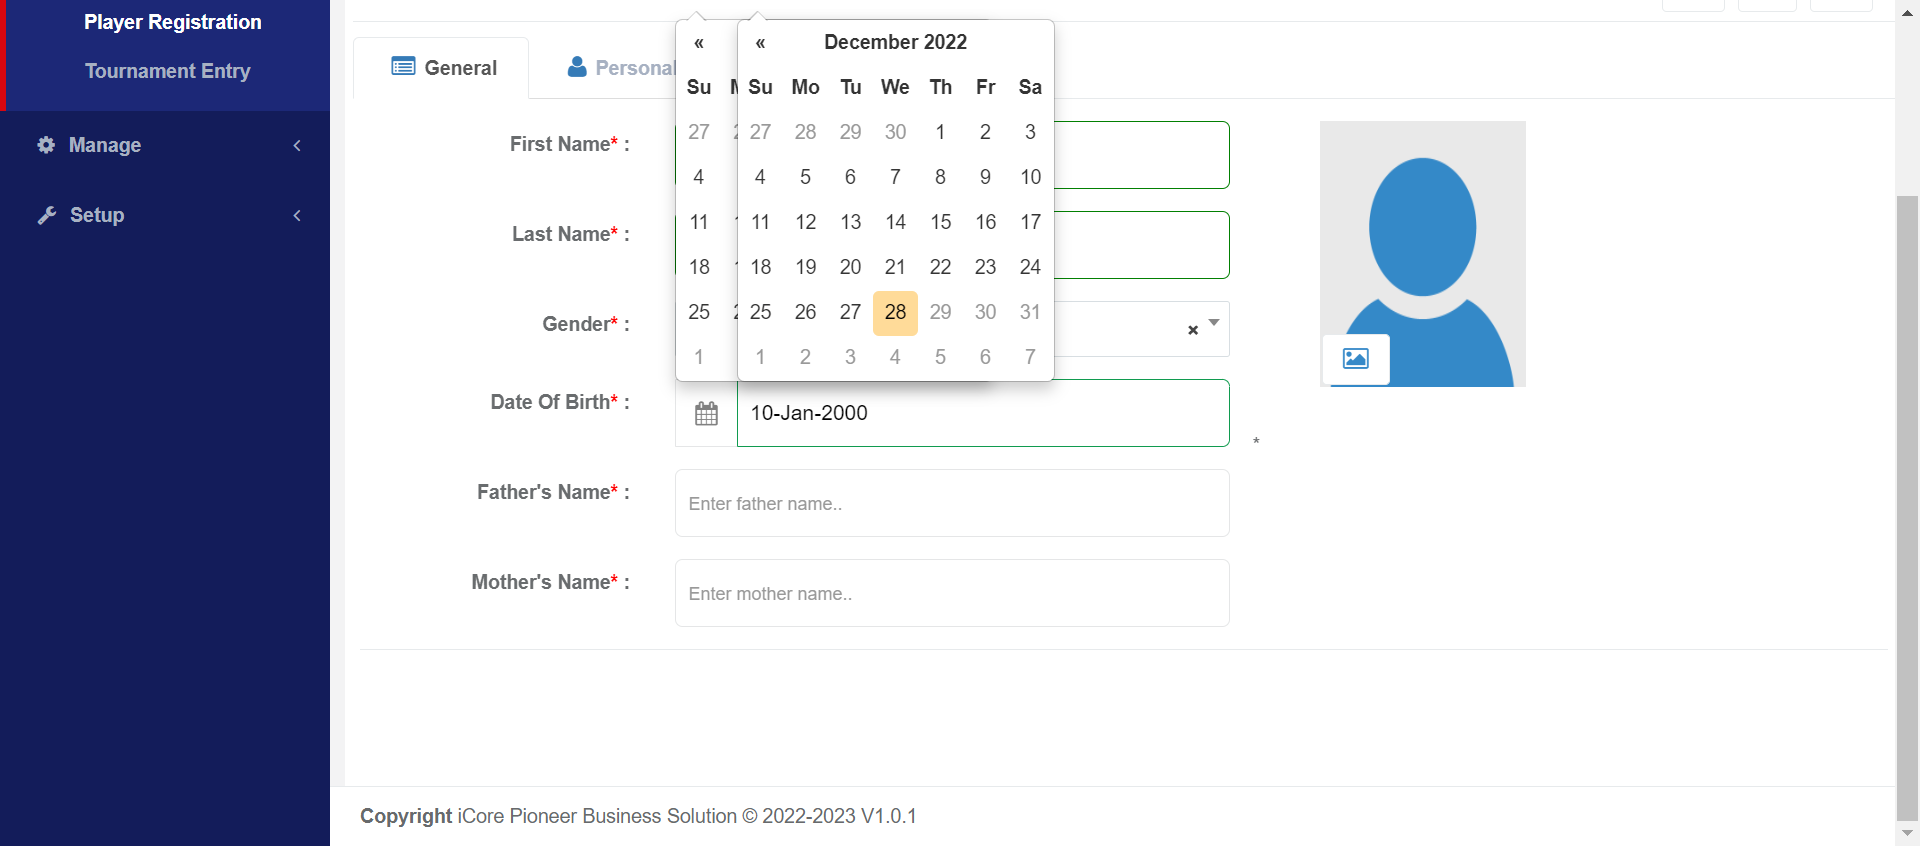 Player Registration
Tournament Entry
Manage
Setup
General
Personal
« « December 2022
Su Su Mo Tu We Th Fr Sa
27 27 28 29 30 1 2 3
4 4 5 6 7 8 9 10
11 11 12 13 14 15 16 17
18 18 19 20 21 22 23 24
25 25 26 27 28 29 30 31
1 1 2 3 4 5 6 7
First Name* :
Last Name* :
Gender* :
×
Date Of Birth* :
10-Jan-2000
*
Father's Name* :
Enter father name..
Mother's Name* :
Enter mother name..
Copyright iCore Pioneer Business Solution © 2022-2023 V1.0.1